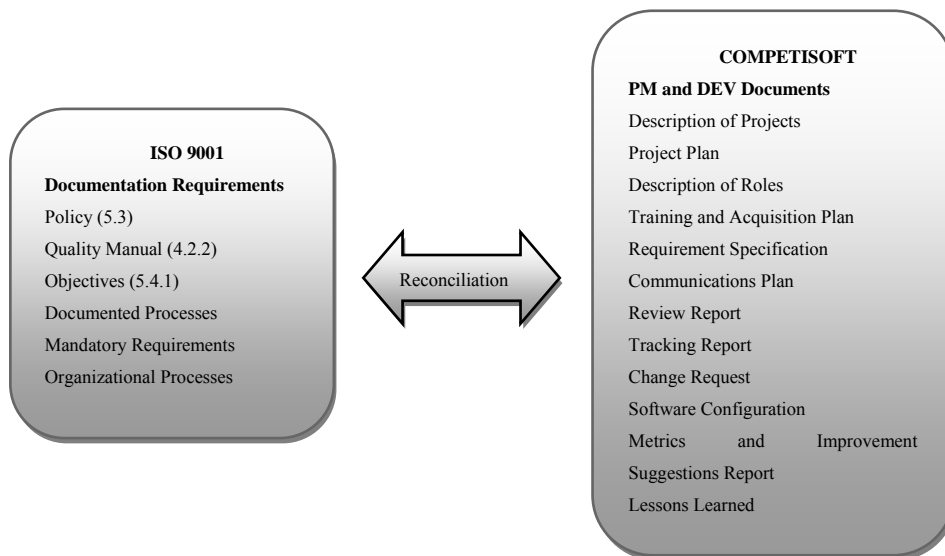 ISO 9001
Documentation Requirements
Policy (5.3)
Quality Manual (4.2.2)
Objectives (5.4.1)
Documented Processes
Mandatory Requirements
Organizational Processes
Reconciliation
COMPETISOFT
PM and DEV Documents
Description of Projects
Project Plan
Description of Roles
Training and Acquisition Plan
Requirement Specification
Communications Plan
Review Report
Tracking Report
Change Request
Software Configuration
Metrics and Improvement
Suggestions Report
Lessons Learned